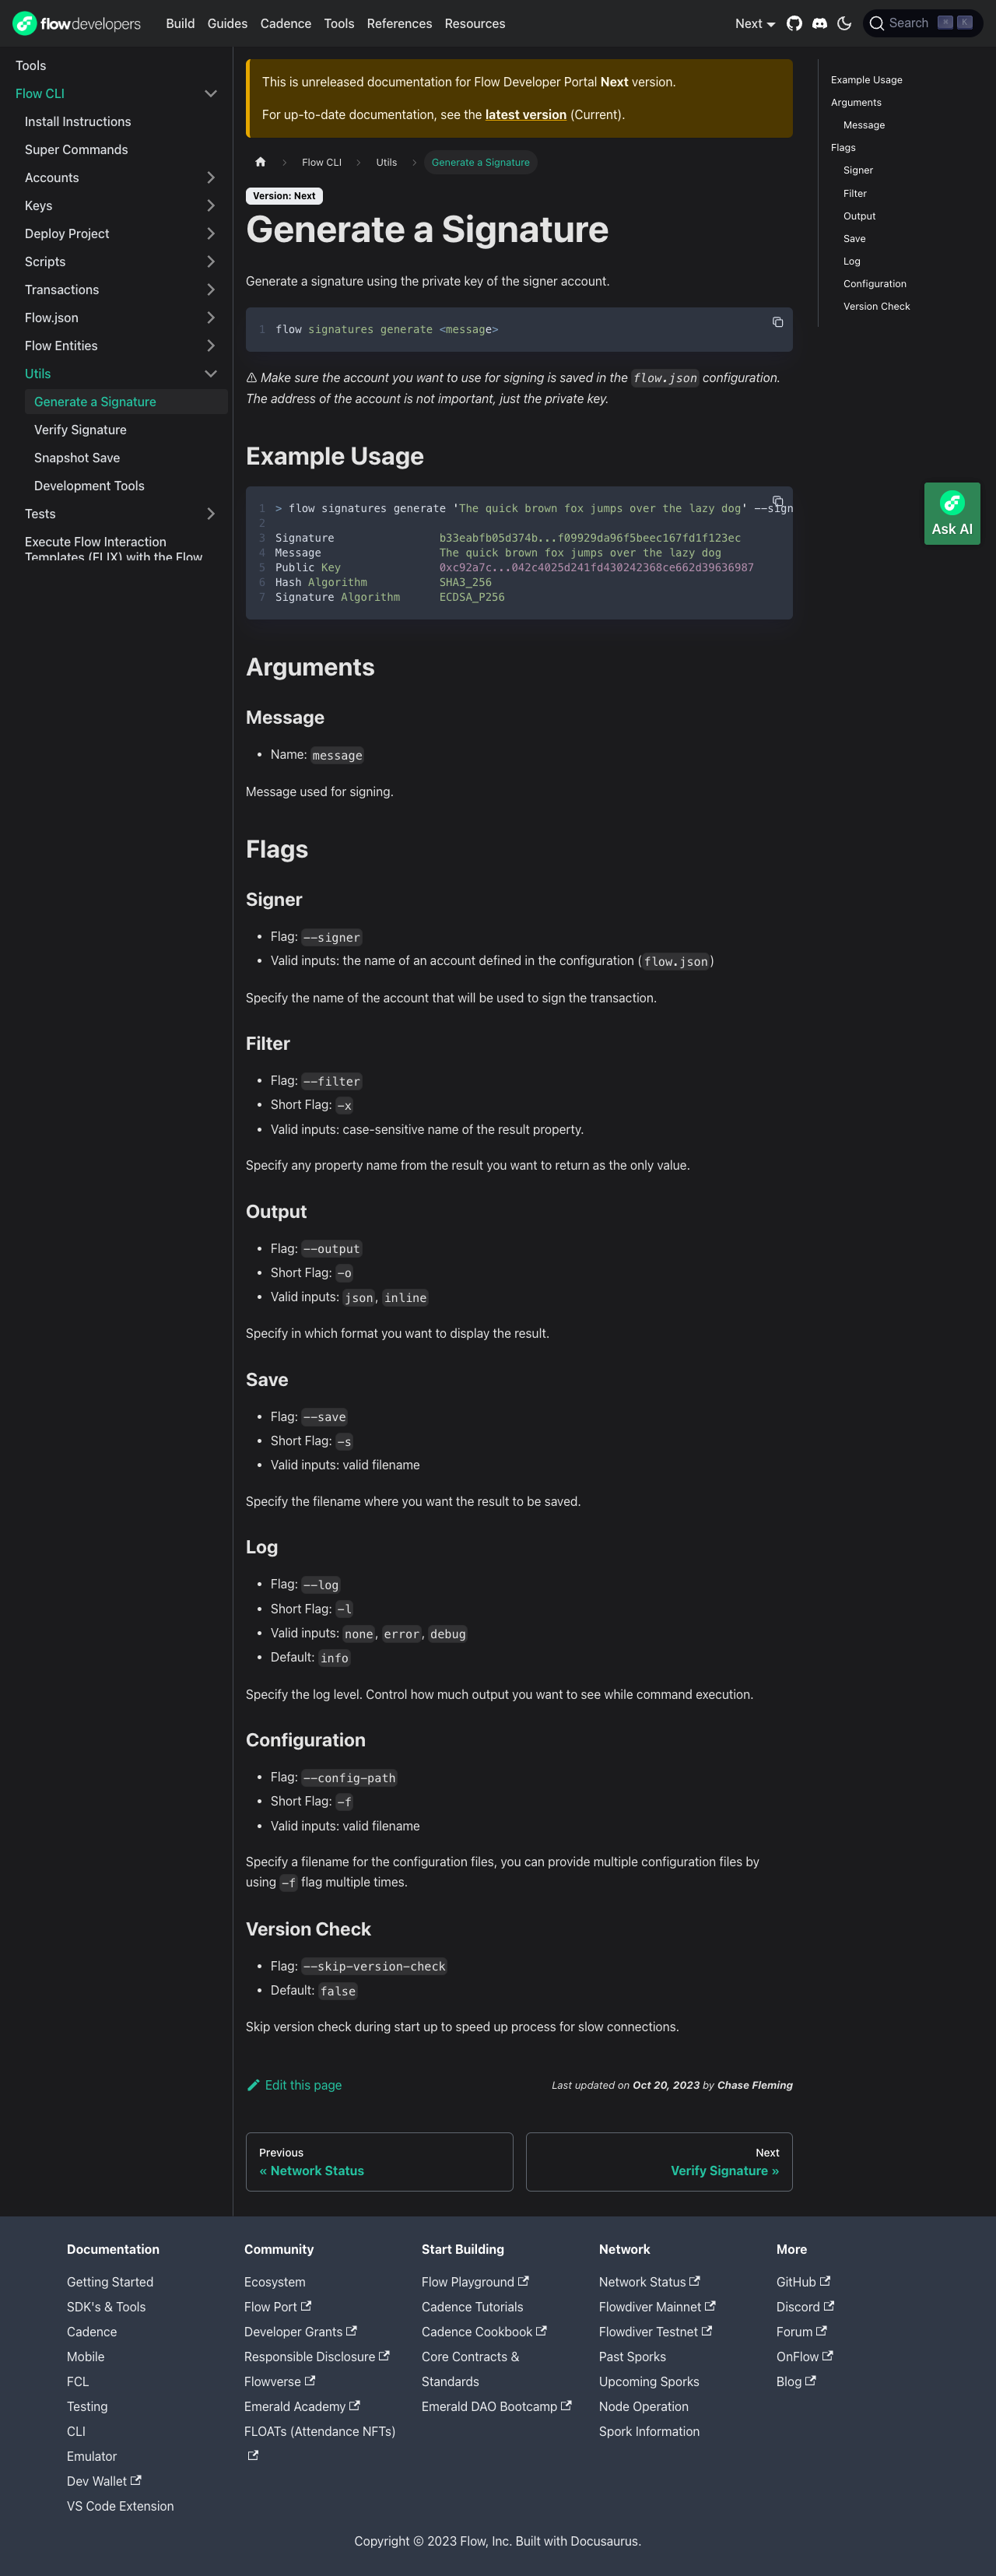 flowdevelopers Build Guides Cadence Tools References Resources Next Search ⌘ K
Tools
Flow CLI
Install Instructions
Super Commands
Accounts
Keys
Deploy Project
Scripts
Transactions
Flow.json
Flow Entities
Utils
Generate a Signature
Verify Signature
Snapshot Save
Development Tools
Tests
Execute Flow Interaction
Templates (FLIX) with the Flow
This is unreleased documentation for Flow Developer Portal Next version.
For up-to-date documentation, see the latest version (Current).
Flow CLI > Utils > Generate a Signature
Version: Next
Generate a Signature
Generate a signature using the private key of the signer account.
1 flow signatures generate <message>
⚠️ Make sure the account you want to use for signing is saved in the flow.json configuration.
The address of the account is not important, just the private key.
Example Usage
1 > flow signatures generate 'The quick brown fox jumps over the lazy dog' --sign
2
3 Signature b33eabfb05d374b...f09929da96f5beec167fd1f123ec
4 Message The quick brown fox jumps over the lazy dog
5 Public Key 0xc92a7c...042c4025d241fd430242368ce662d39636987
6 Hash Algorithm SHA3_256
7 Signature Algorithm ECDSA_P256
Arguments
Message
• Name: message
Message used for signing.
Flags
Signer
• Flag: --signer
• Valid inputs: the name of an account defined in the configuration (flow.json)
Specify the name of the account that will be used to sign the transaction.
Filter
• Flag: --filter
• Short Flag: -x
• Valid inputs: case-sensitive name of the result property.
Specify any property name from the result you want to return as the only value.
Output
• Flag: --output
• Short Flag: -o
• Valid inputs: json, inline
Specify in which format you want to display the result.
Save
• Flag: --save
• Short Flag: -s
• Valid inputs: valid filename
Specify the filename where you want the result to be saved.
Log
• Flag: --log
• Short Flag: -l
• Valid inputs: none, error, debug
• Default: info
Specify the log level. Control how much output you want to see while command execution.
Configuration
• Flag: --config-path
• Short Flag: -f
• Valid inputs: valid filename
Specify a filename for the configuration files, you can provide multiple configuration files by
using -f flag multiple times.
Version Check
• Flag: --skip-version-check
• Default: false
Skip version check during start up to speed up process for slow connections.
Edit this page
Last updated on Oct 20, 2023 by Chase Fleming
Previous
« Network Status
Next
Verify Signature »
Example Usage
Arguments
Message
Flags
Signer
Filter
Output
Save
Log
Configuration
Version Check
Ask AI
Documentation
Getting Started
SDK's & Tools
Cadence
Mobile
FCL
Testing
CLI
Emulator
Dev Wallet
VS Code Extension
Community
Ecosystem
Flow Port
Developer Grants
Responsible Disclosure
Flowverse
Emerald Academy
FLOATs (Attendance NFTs)
Start Building
Flow Playground
Cadence Tutorials
Cadence Cookbook
Core Contracts &
Standards
Emerald DAO Bootcamp
Network
Network Status
Flowdiver Mainnet
Flowdiver Testnet
Past Sporks
Upcoming Sporks
Node Operation
Spork Information
More
GitHub
Discord
Forum
OnFlow
Blog
Copyright © 2023 Flow, Inc. Built with Docusaurus.